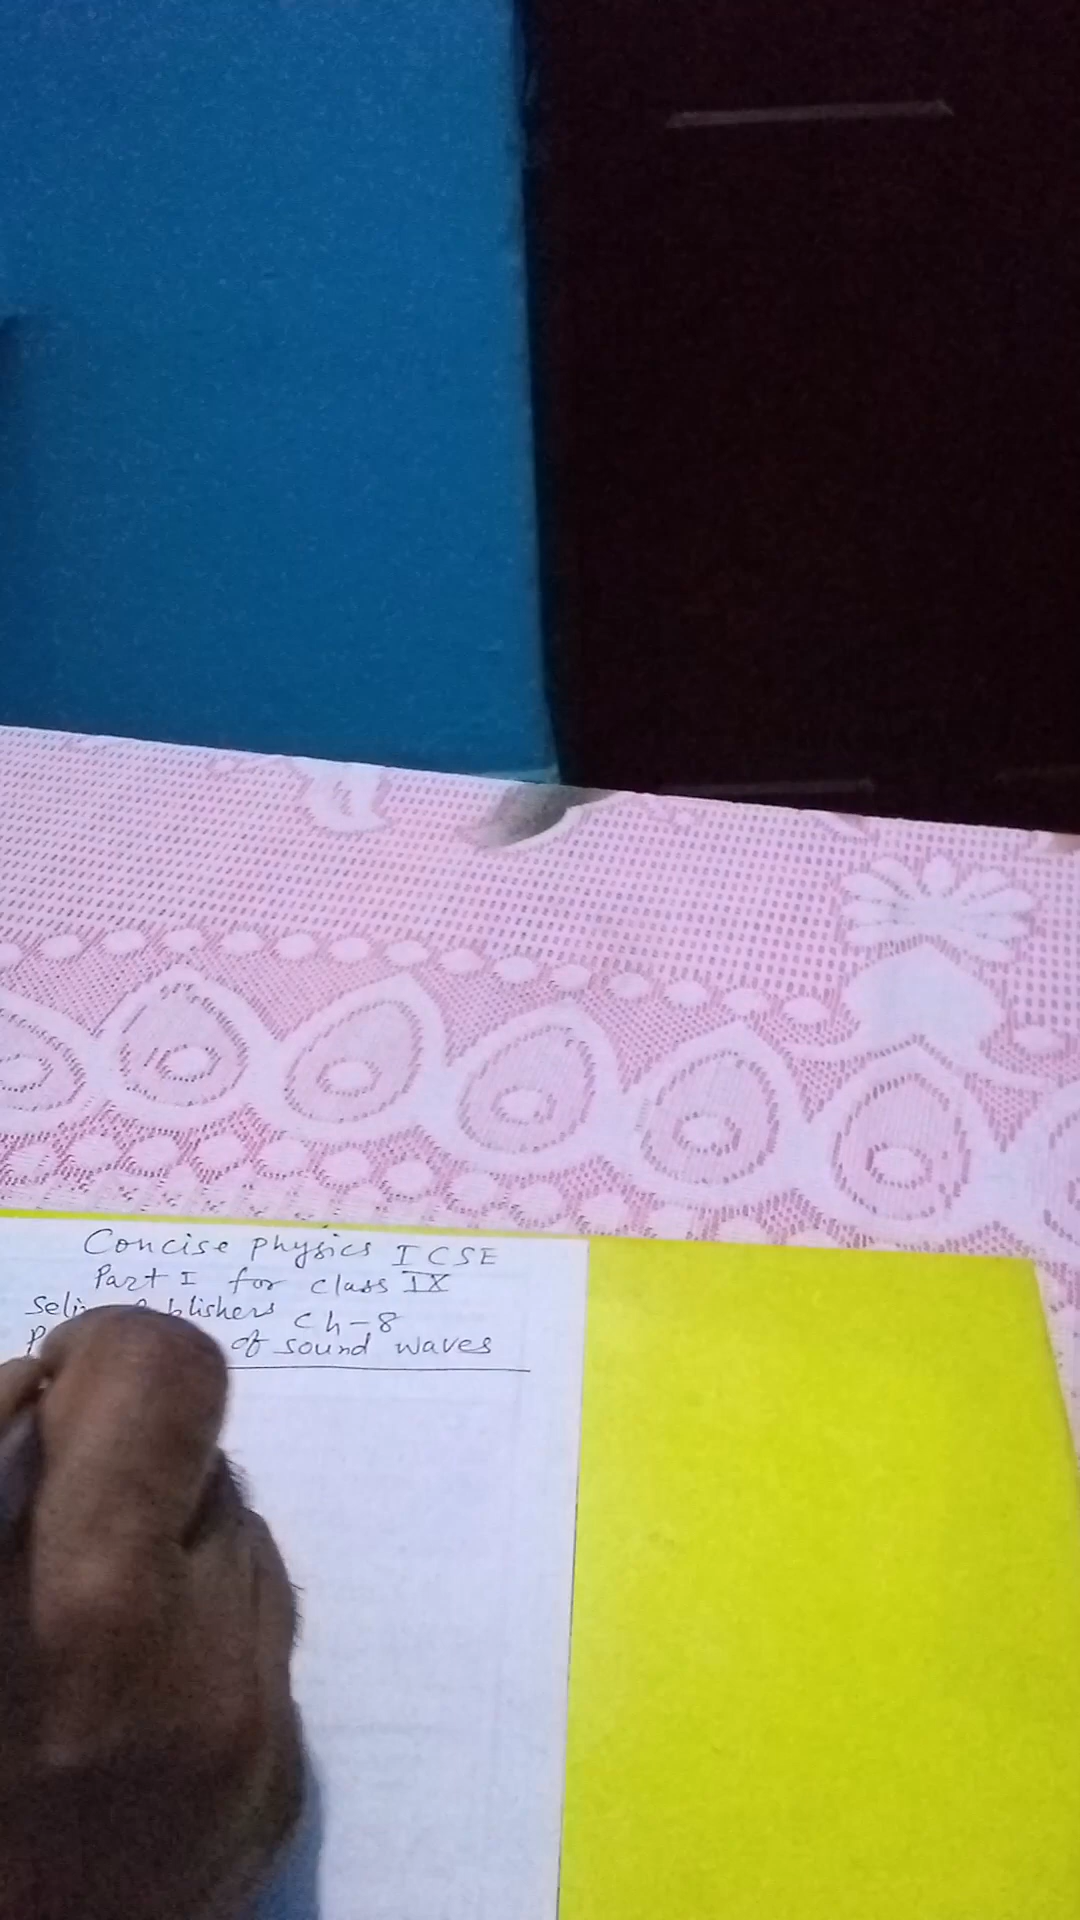 Concise Physics ICSE
Part I for class IX
blishers Ch-8
of sound waves